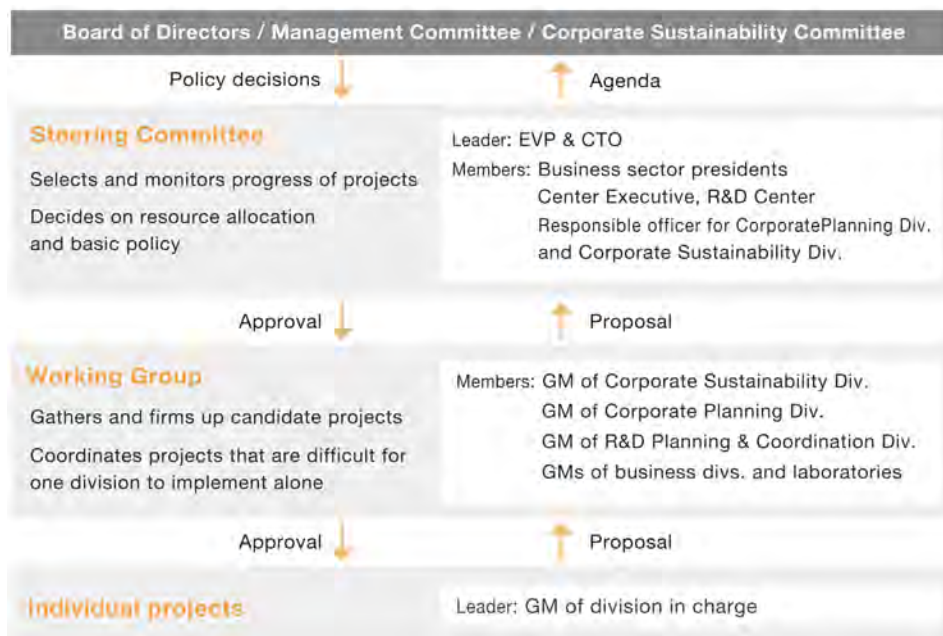 Board of Directors / Management Committee / Corporate Sustainability Committee
Policy decisions
Agenda
Steering Committee
Selects and monitors progress of projects
Decides on resource allocation
and basic policy
Leader: EVP & CTO
Members: Business sector presidents
Center Executive, R&D Center
Responsible officer for CorporatePlanning Div.
and Corporate Sustainability Div.
Approval
Proposal
Working Group
Gathers and firms up candidate projects
Coordinates projects that are difficult for
one division to implement alone
Members: GM of Corporate Sustainability Div.
GM of Corporate Planning Div.
GM of R&D Planning & Coordination Div.
GMs of business divs. and laboratories
Approval
Proposal
Individual projects
Leader: GM of division in charge